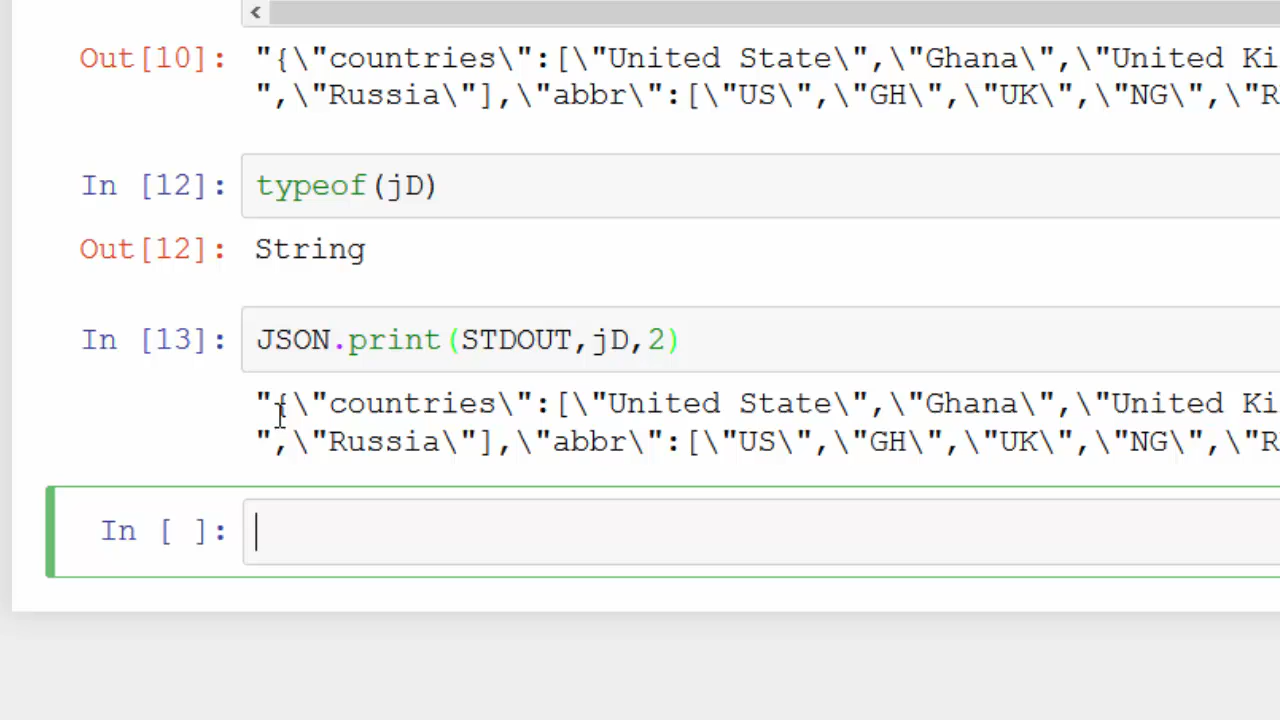 Out[10]: "{\"countries\":[\"United State\",\"Ghana\",\"United Ki
",\"Russia\"],\"abbr\":[\"US\",\"GH\",\"UK\",\"NG\",\"R
In [12]: typeof(jD)
Out[12]: String
In [13]: JSON.print(STDOUT,jD,2)
"{\"countries\":[\"United State\",\"Ghana\",\"United Ki
",\"Russia\"],\"abbr\":[\"US\",\"GH\",\"UK\",\"NG\",\"R
In [ ]: